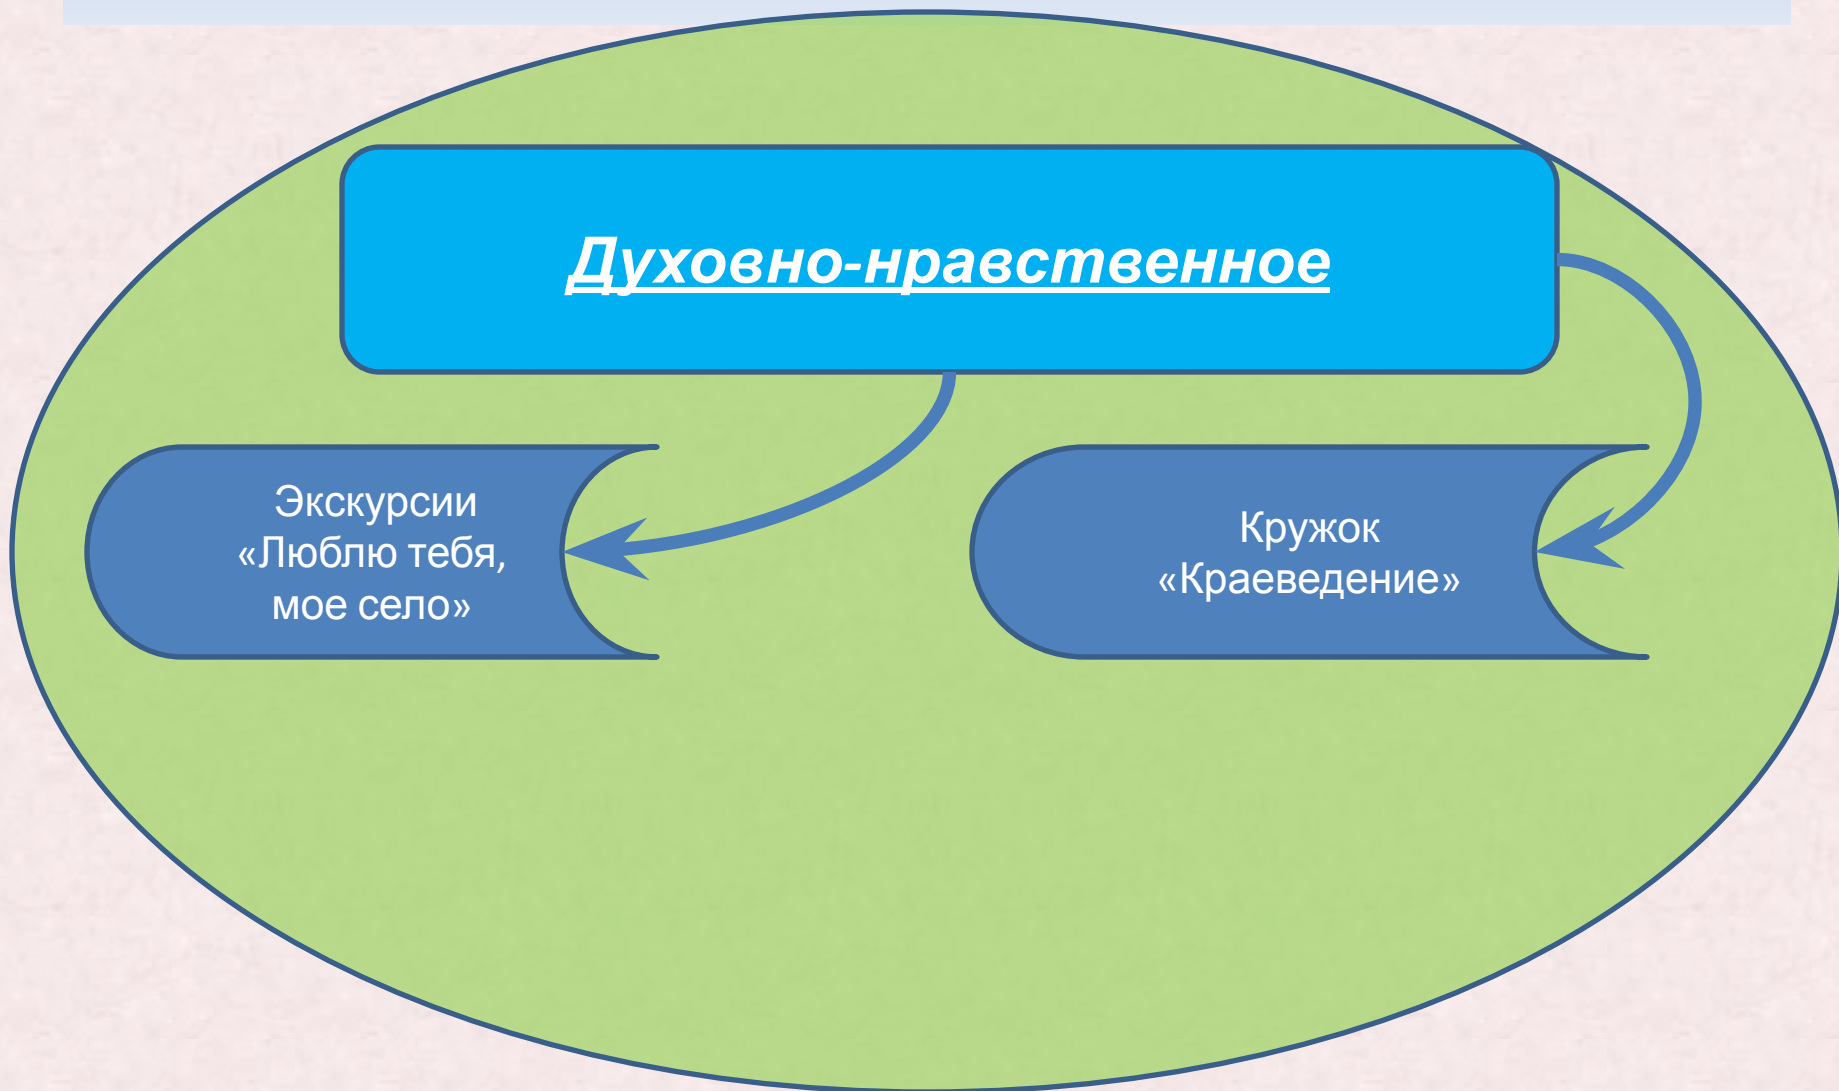 Духовно-нравственное
Экскурсии
«Люблю тебя,
мое село»
Кружок
«Краеведение»